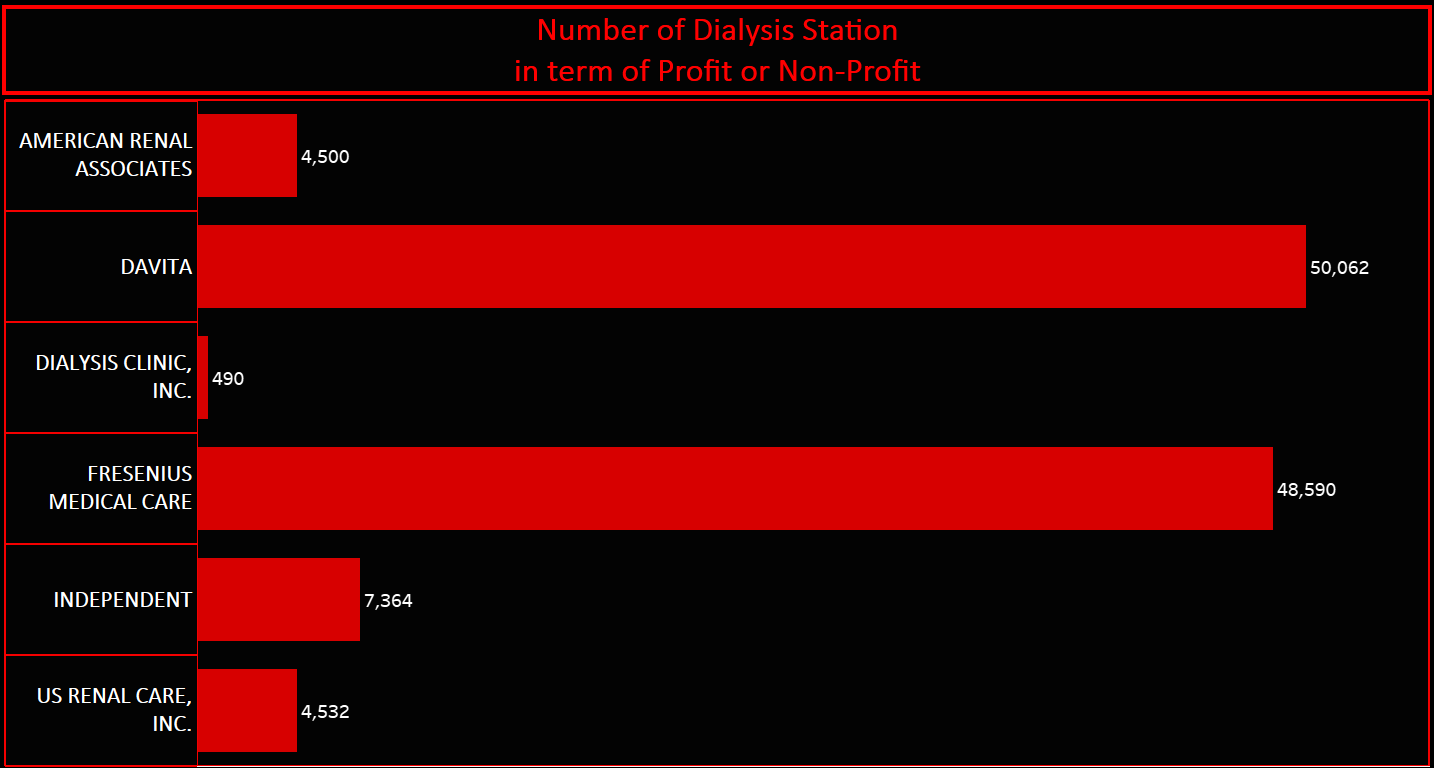 Number of Dialysis Station
in term of Profit or Non-Profit
AMERICAN RENAL
ASSOCIATES
4,500
DAVITA
50,062
DIALYSIS CLINIC,
INC.
490
FRESENIUS
MEDICAL CARE
48,590
INDEPENDENT
7,364
US RENAL CARE,
INC.
4,532